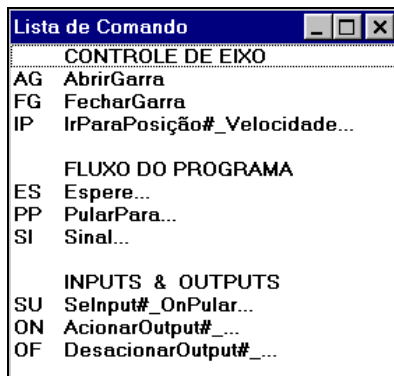 Lista de Comando
CONTROLE DE EIXO
AG AbrirGarra
FG FecharGarra
IP IrParaPosição#_Velocidade...
FLUXO DO PROGRAMA
ES Espere...
PP PularPara...
SI Sinal...
INPUTS & OUTPUTS
SU SeInput#_OnPular...
ON AcionarOutput#_...
OF DesacionarOutput#_...